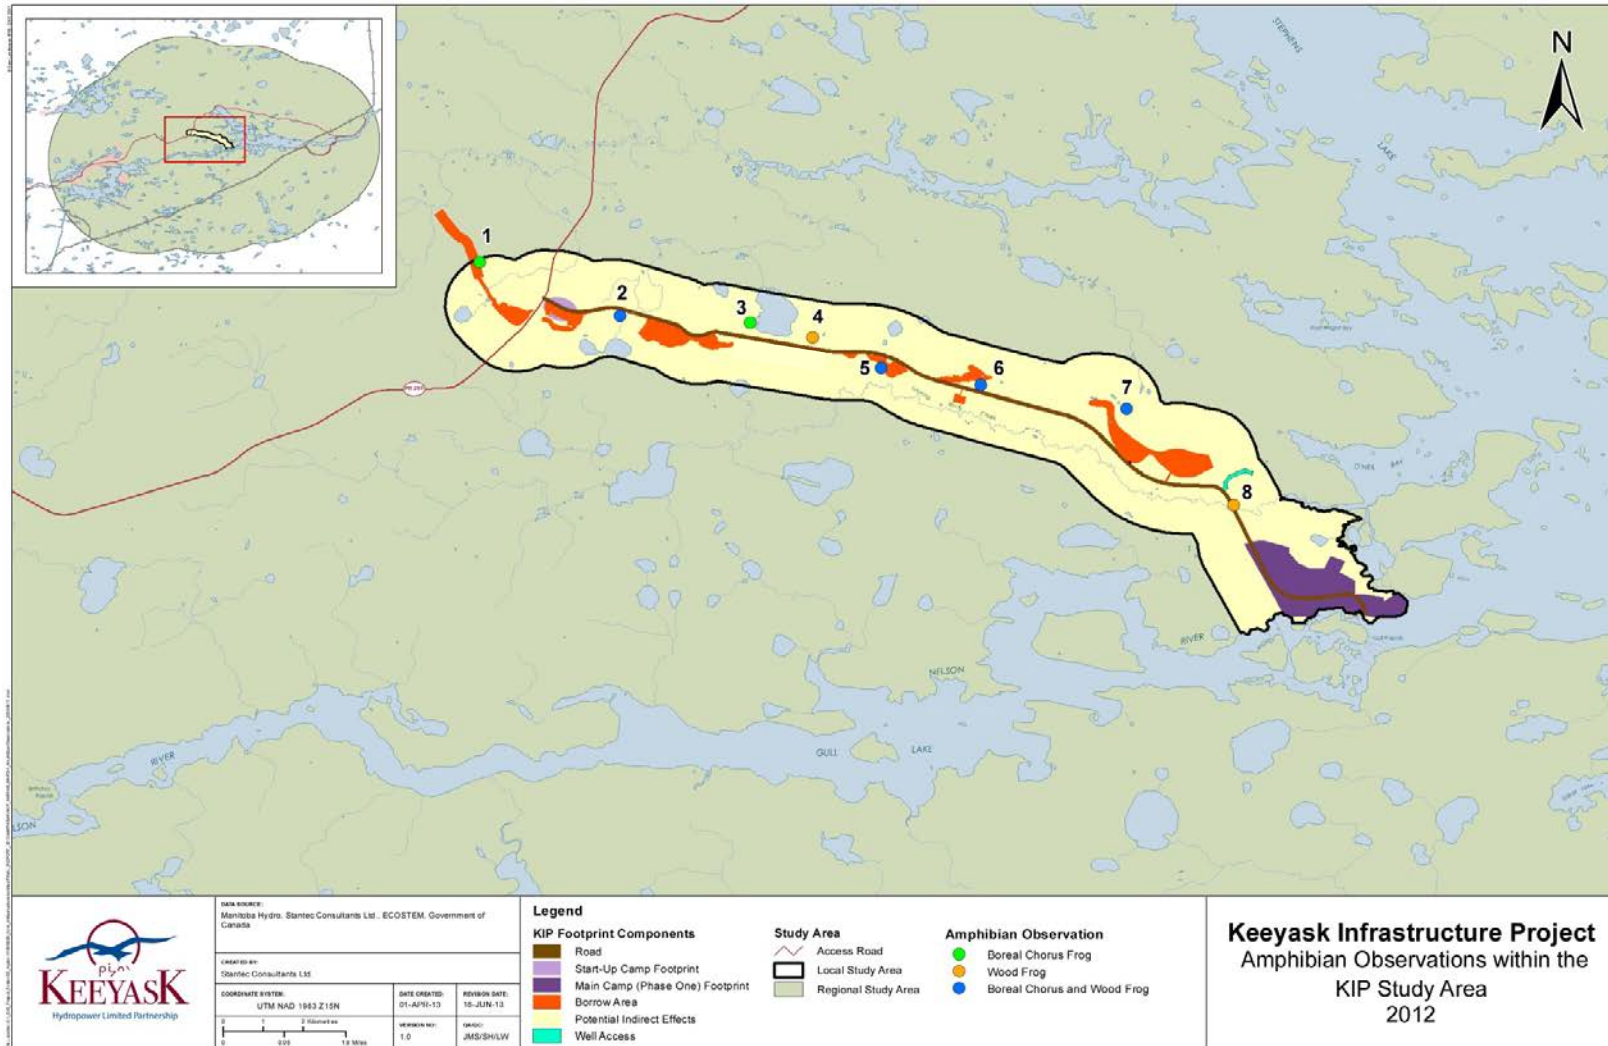 STEPHENS
LAKE
N
1
2
3
4
5
6
7
8
PR 280
O'NEIL BAY
RIVER
NELSON
GULL
LAKE
RIVER
KEEYASK
Hydropower Limited Partnership
DATA SOURCE:
Manitoba Hydro, Stantec Consultants Ltd., ECOSTEM, Government of
Canada
CREATED BY:
Stantec Consultants Ltd.
COORDINATE SYSTEM:
UTM NAD 1983 Z15N
DATE CREATED:
01-APR-13
REVISION DATE:
18-JUN-13
VERSION NO:
1.0
QA/QC:
JMS/SH/LW
0 1 2 Kilometres
Legend
KIP Footprint Components
Road
Start-Up Camp Footprint
Main Camp (Phase One) Footprint
Borrow Area
Potential Indirect Effects
Well Access
Study Area
Access Road
Local Study Area
Regional Study Area
Amphibian Observation
Boreal Chorus Frog
Wood Frog
Boreal Chorus and Wood Frog
Keeyask Infrastructure Project
Amphibian Observations within the
KIP Study Area
2012